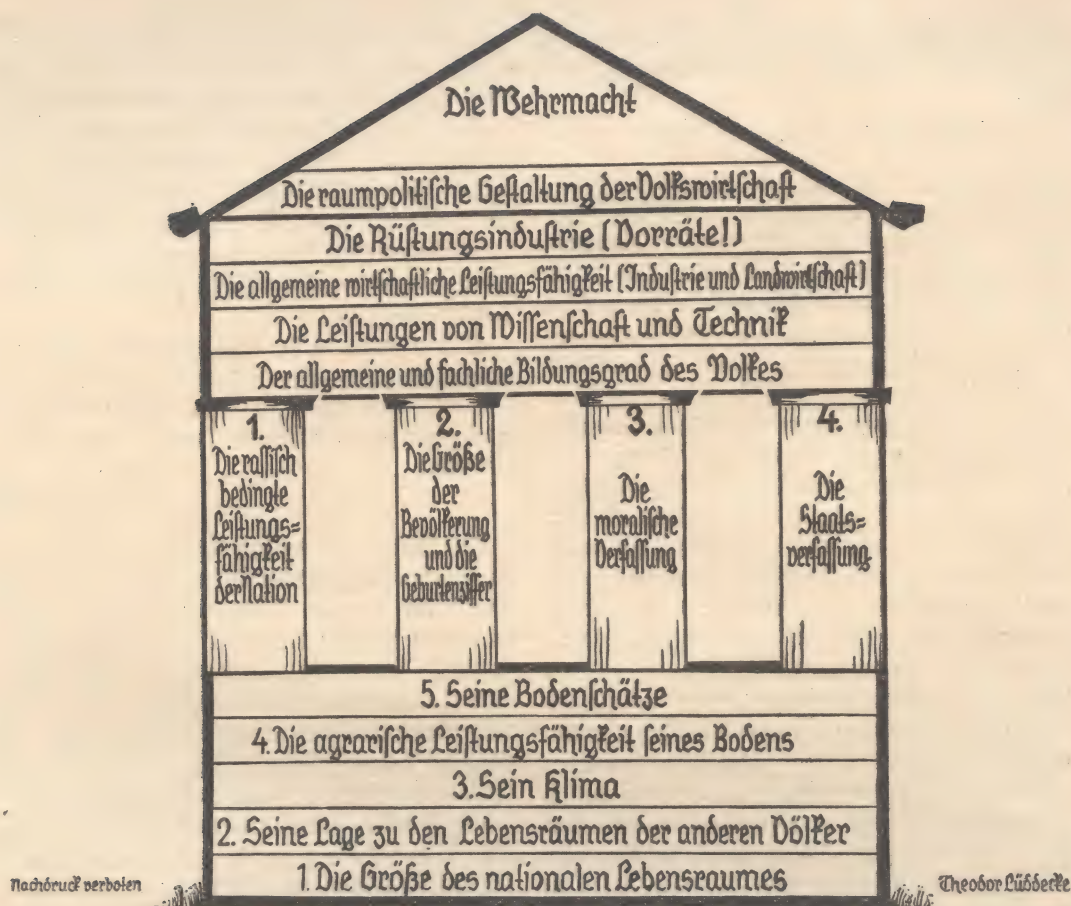 Die Wehrmacht
Die raumpolitische Gestaltung der Volkswirtschaft
Die Rüstungsindustrie (Vorräte!)
Die allgemeine wirtschaftliche Leistungsfähigkeit (Industrie und Landwirtschaft)
Die Leistungen von Wissenschaft und Technik
Der allgemeine und fachliche Bildungsgrad des Volkes
1.
Die rassisch
bedingte
Leistungs=
fähigkeit
der Nation
2.
Die Größe
der
Bevölkerung
und die
Geburtenziffer
3.
Die
moralische
Verfassung
4.
Die
Staats=
verfassung
5. Seine Bodenschätze
4. Die agrarische Leistungsfähigkeit seines Bodens
3. Sein Klima
2. Seine Lage zu den Lebensräumen der anderen Völker
1. Die Größe des nationalen Lebensraumes
Nachdruck verboten
Theodor Lüddecke